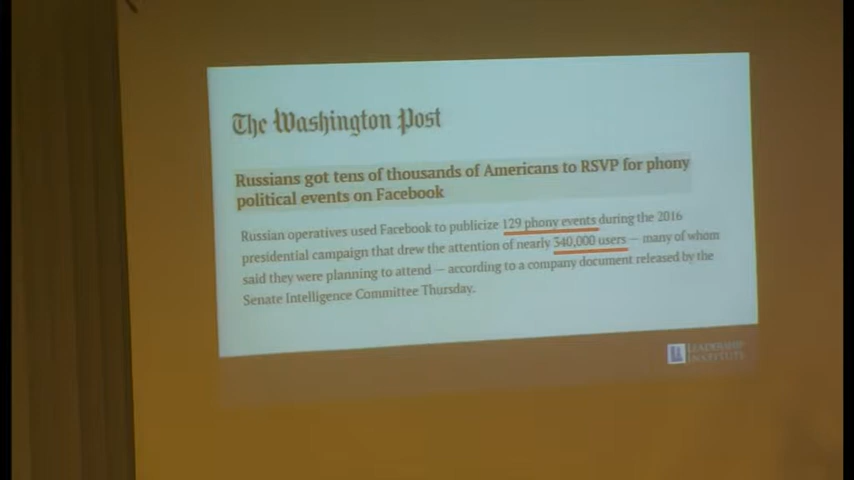 The Washington Post
Russians got tens of thousands of Americans to RSVP for phony
political events on Facebook
Russian operatives used Facebook to publicize 129 phony events during the 2016
presidential campaign that drew the attention of nearly 340,000 users — many of whom
said they were planning to attend — according to a company document released by the
Senate Intelligence Committee Thursday.
LEADERSHIP
INSTITUTE